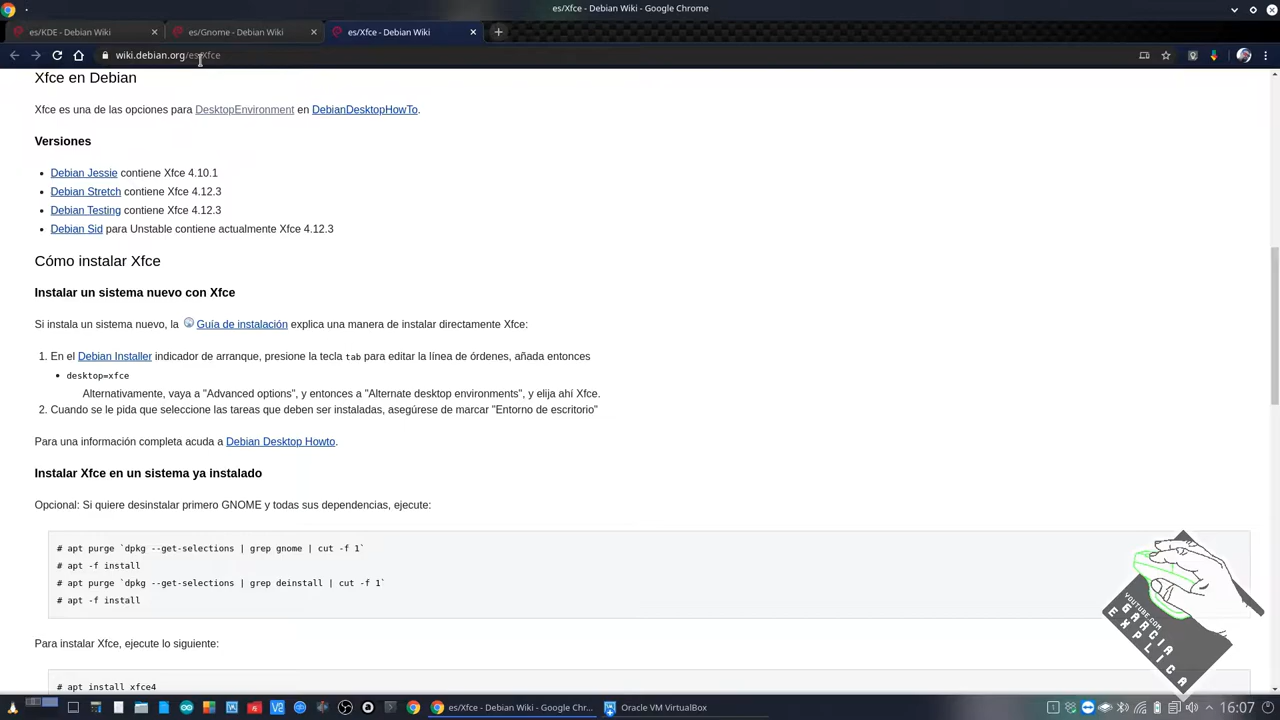 es/Xfce - Debian Wiki - Google Chrome
es/KDE - Debian Wiki
es/Gnome - Debian Wiki
es/Xfce - Debian Wiki
wiki.debian.org/es/Xfce
Xfce en Debian
Xfce es una de las opciones para DesktopEnvironment en DebianDesktopHowTo.
Versiones
Debian Jessie contiene Xfce 4.10.1
Debian Stretch contiene Xfce 4.12.3
Debian Testing contiene Xfce 4.12.3
Debian Sid para Unstable contiene actualmente Xfce 4.12.3
Cómo instalar Xfce
Instalar un sistema nuevo con Xfce
Si instala un sistema nuevo, la Guía de instalación explica una manera de instalar directamente Xfce:
1. En el Debian Installer indicador de arranque, presione la tecla tab para editar la línea de órdenes, añada entonces
desktop=xfce
Alternativamente, vaya a "Advanced options", y entonces a "Alternate desktop environments", y elija ahí Xfce.
2. Cuando se le pida que seleccione las tareas que deben ser instaladas, asegúrese de marcar "Entorno de escritorio"
Para una información completa acuda a Debian Desktop Howto.
Instalar Xfce en un sistema ya instalado
Opcional: Si quiere desinstalar primero GNOME y todas sus dependencias, ejecute:
# apt purge `dpkg --get-selections | grep gnome | cut -f 1`
# apt -f install
# apt purge `dpkg --get-selections | grep deinstall | cut -f 1`
# apt -f install
Para instalar Xfce, ejecute lo siguiente:
# apt install xfce4
YOUTUBE.COM
GARCIA
EXPLICA
es/Xfce - Debian Wiki - Google Chr...
Oracle VM VirtualBox
16:07